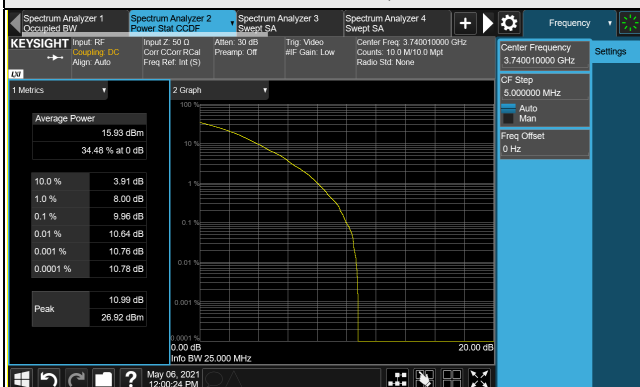 Spectrum Analyzer 1
Occupied BW
Spectrum Analyzer 2
Power Stat CCDF
Spectrum Analyzer 3
Swept SA
Spectrum Analyzer 4
Swept SA
Frequency
KEYSIGHT
Input: RF
Coupling: DC
Align: Auto
Input Z: 50 Ω
Corr CCorr RCal
Freq Ref: Int (S)
Atten: 30 dB
Preamp: Off
Trig: Video
#IF Gain: Low
Center Freq: 3.740010000 GHz
Counts: 10.0 M/10.0 Mpt
Radio Std: None
LXI
Center Frequency
3.740010000 GHz
Settings
CF Step
5.000000 MHz
Auto
Man
Freq Offset
0 Hz
1 Metrics
Average Power
15.93 dBm
34.48 % at 0 dB
10.0 % 3.91 dB
1.0 % 8.00 dB
0.1 % 9.96 dB
0.01 % 10.64 dB
0.001 % 10.76 dB
0.0001 % 10.78 dB
Peak
10.99 dB
26.92 dBm
2 Graph
100 %
10 %
1 %
0.1 %
0.01 %
0.001 %
0.0001 %
0.00 dB
20.00 dB
Info BW 25.000 MHz
?
May 06, 2021
12:00:24 PM